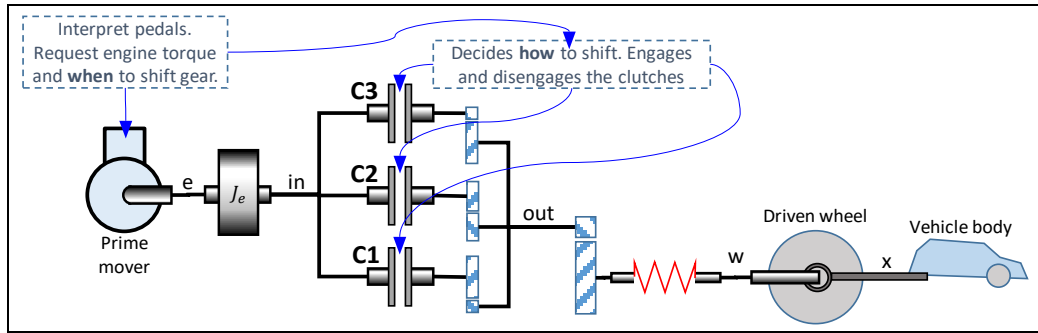 Interpret pedals.
Request engine torque
and when to shift gear.
Decides how to shift. Engages
and disengages the clutches
C3
C2
C1
e
J_e
in
out
Prime
mover
w
Driven wheel
x
Vehicle body